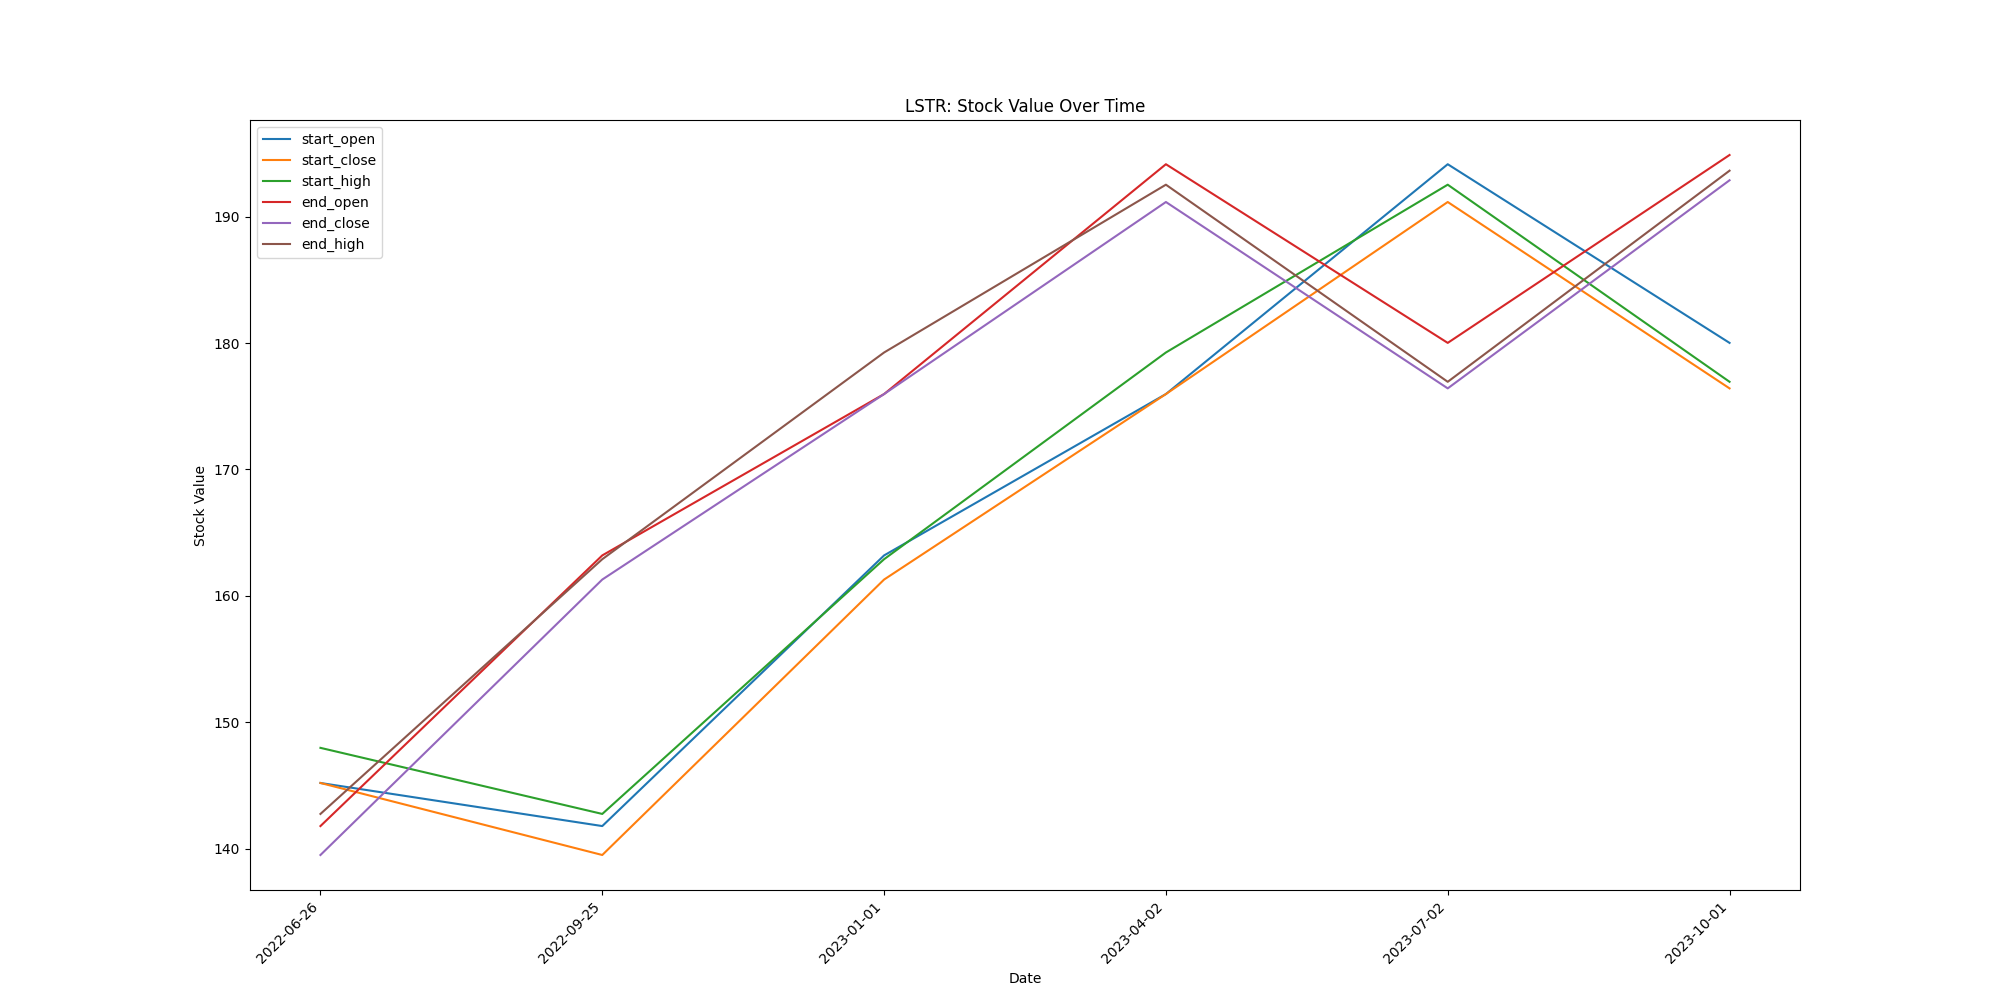 LSTR: Stock Value Over Time
start_open
start_close
start_high
end_open
end_close
end_high
190
180
170
160
150
140
Stock Value
2022-06-26
2022-09-25
2023-01-01
2023-04-02
2023-07-02
2023-10-01
Date